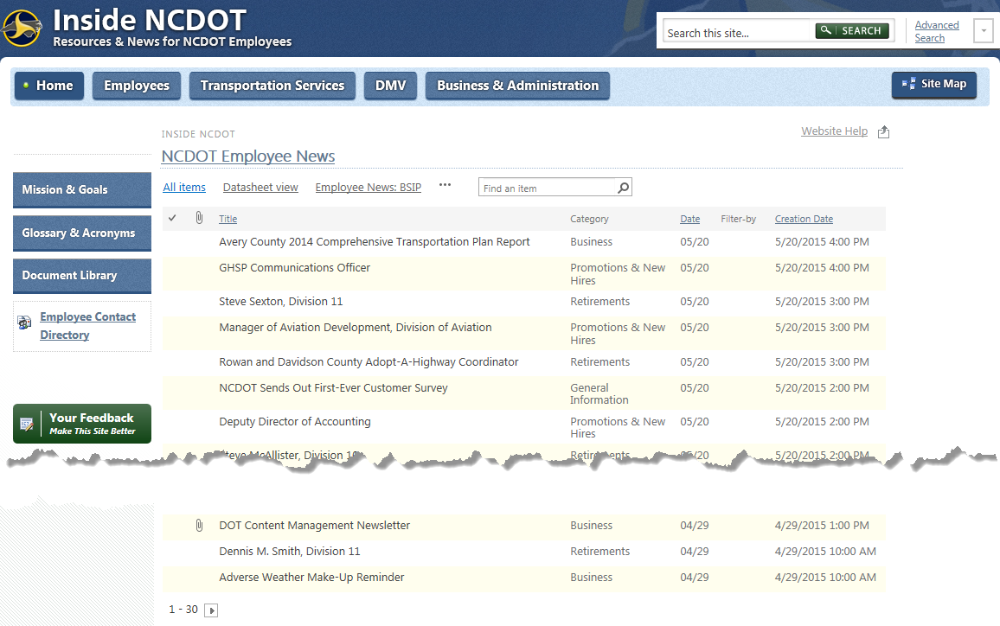 Inside NCDOT
Resources & News for NCDOT Employees
Search this site...
SEARCH
Advanced
Search
Home
Employees
Transportation Services
DMV
Business & Administration
Site Map
INSIDE NCDOT
Website Help
NCDOT Employee News
Mission & Goals
Glossary & Acronyms
Document Library
Employee Contact
Directory
Your Feedback
Make This Site Better
All items Datasheet view Employee News: BSIP ••• Find an item
Title Category Date Filter-by Creation Date
Avery County 2014 Comprehensive Transportation Plan Report Business 05/20 5/20/2015 4:00 PM
GHSP Communications Officer Promotions & New 05/20 5/20/2015 4:00 PM
Hires
Steve Sexton, Division 11 Retirements 05/20 5/20/2015 3:00 PM
Manager of Aviation Development, Division of Aviation Promotions & New 05/20 5/20/2015 3:00 PM
Hires
Rowan and Davidson County Adopt-A-Highway Coordinator Retirements 05/20 5/20/2015 3:00 PM
NCDOT Sends Out First-Ever Customer Survey General 05/20 5/20/2015 2:00 PM
Information
Deputy Director of Accounting Promotions & New 05/20 5/20/2015 2:00 PM
Hires
Steve McAllister, Division Retirements 05/20 5/20/2015 2:00 PM
DOT Content Management Newsletter Business 04/29 4/29/2015 1:00 PM
Dennis M. Smith, Division 11 Retirements 04/29 4/29/2015 10:00 AM
Adverse Weather Make-Up Reminder Business 04/29 4/29/2015 10:00 AM
1 - 30